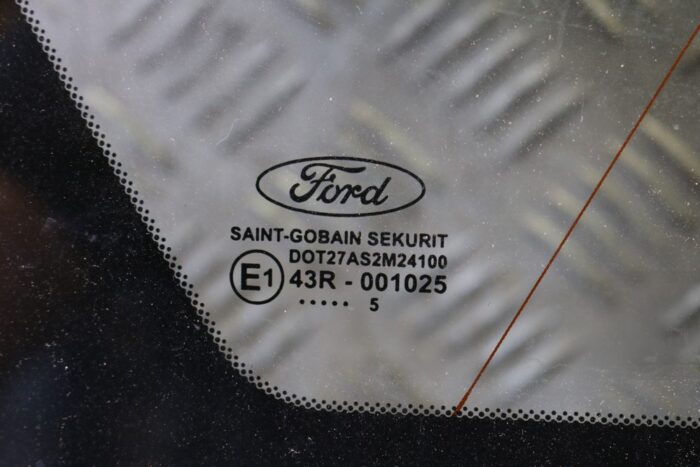 Ford
SAINT-GOBAIN SEKURIT
DOT27AS2M24100
E1 43R - 001025
..... 5